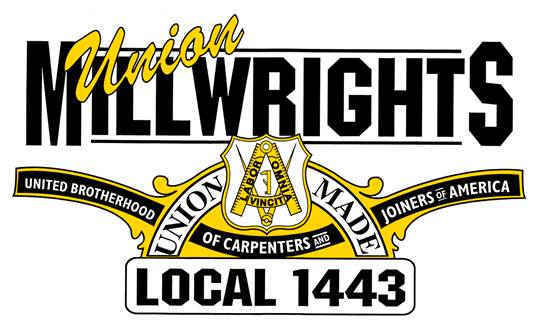 Union
MILLWRIGHTS
LABOR OMNIA VINCIT
UNION MADE
UNITED BROTHERHOOD OF CARPENTERS AND JOINERS OF AMERICA
LOCAL 1443